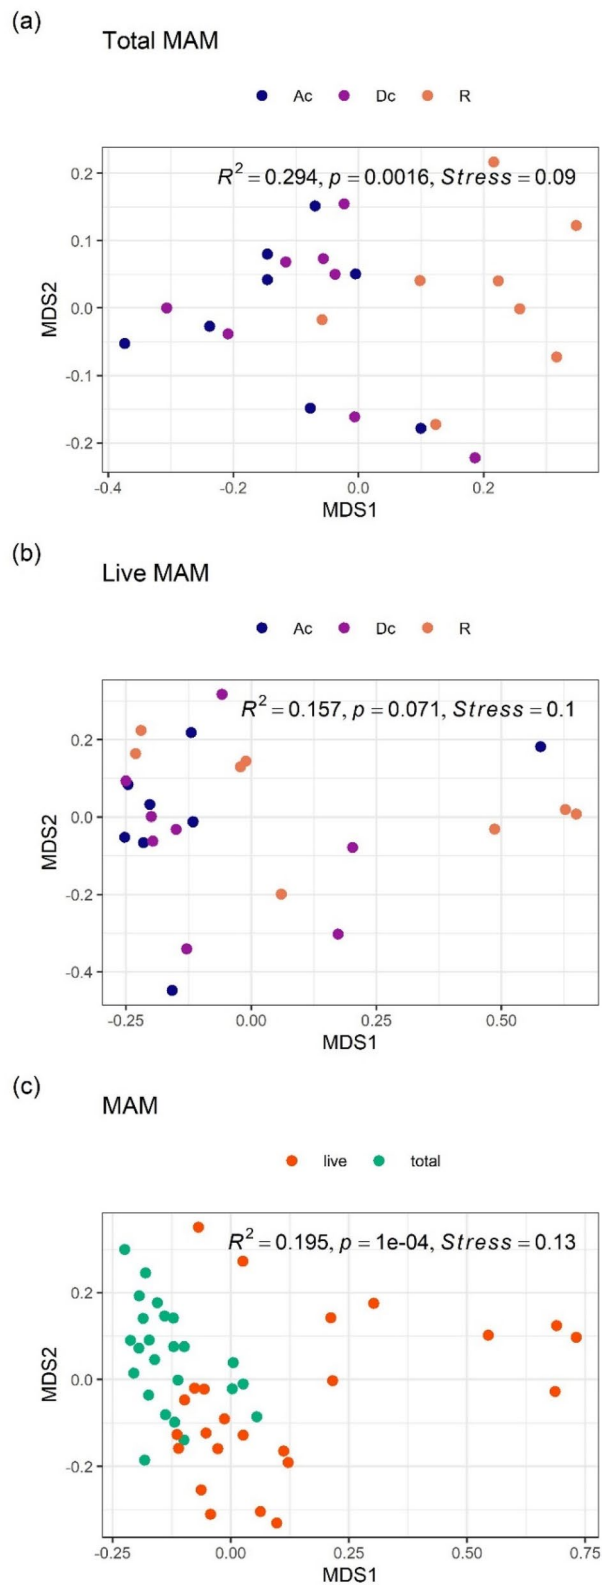 (a)
Total MAM
Ac Dc R
R² = 0.294, p = 0.0016, Stress = 0.09
0.2
0.1
0.0
-0.1
-0.2
MDS2
-0.4 -0.2 0.0 0.2
MDS1
(b)
Live MAM
Ac Dc R
R² = 0.157, p = 0.071, Stress = 0.1
0.2
0.0
-0.2
-0.4
MDS2
-0.25 0.00 0.25 0.50
MDS1
(c)
MAM
live total
R² = 0.195, p = 1e-04, Stress = 0.13
0.2
0.0
-0.2
MDS2
-0.25 0.00 0.25 0.50 0.75
MDS1